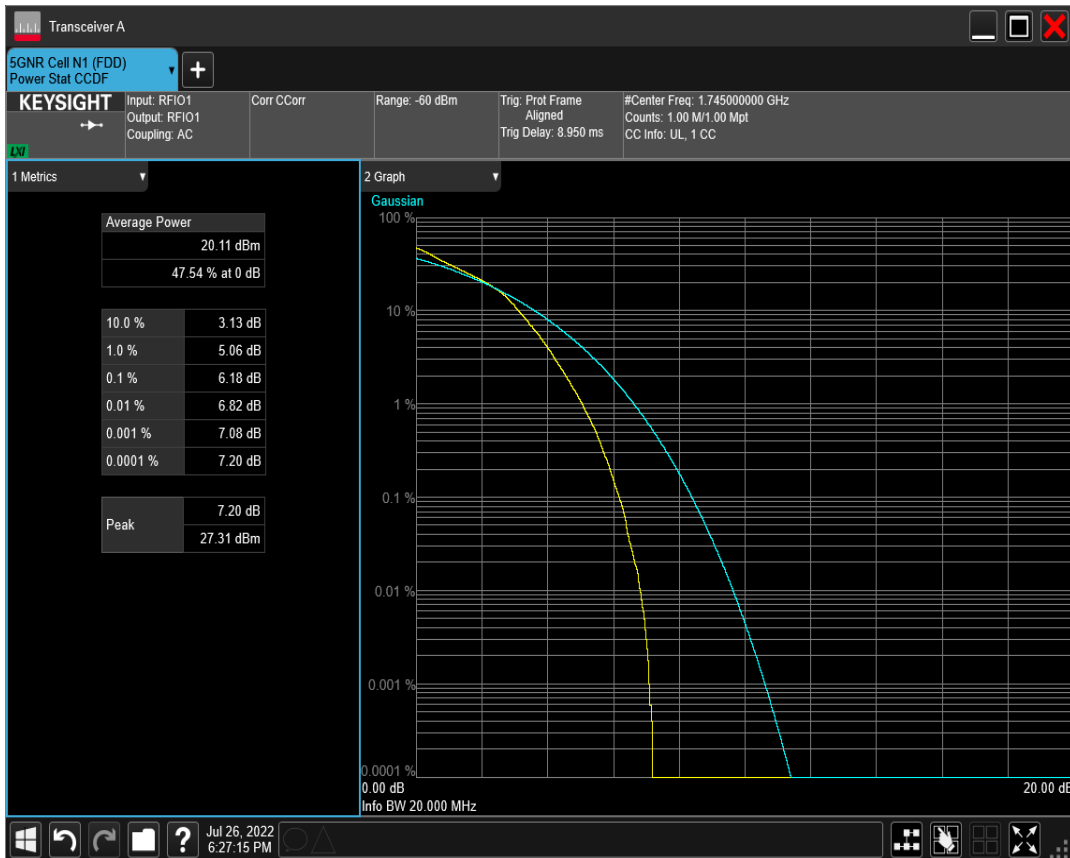 Transceiver A
5GNR Cell N1 (FDD)
Power Stat CCDF
KEYSIGHT
LXI
Input: RFIO1
Output: RFIO1
Coupling: AC
Corr CCorr
Range: -60 dBm
Trig: Prot Frame
Aligned
Trig Delay: 8.950 ms
#Center Freq: 1.745000000 GHz
Counts: 1.00 M/1.00 Mpt
CC Info: UL, 1 CC
1 Metrics
Average Power
20.11 dBm
47.54 % at 0 dB
10.0 % 3.13 dB
1.0 % 5.06 dB
0.1 % 6.18 dB
0.01 % 6.82 dB
0.001 % 7.08 dB
0.0001 % 7.20 dB
Peak
7.20 dB
27.31 dBm
2 Graph
Gaussian
100 %
10 %
1 %
0.1 %
0.01 %
0.001 %
0.0001 %
0.00 dB 20.00 dB
Info BW 20.000 MHz
?
Jul 26, 2022
6:27:15 PM